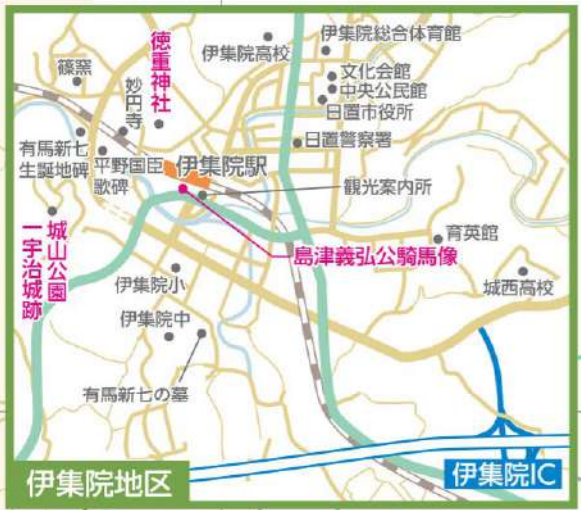 伊集院総合体育館
伊集院高校
徳重神社
篠窯
妙円寺
文化会館
中央公民館
日置市役所
日置警察署
有馬新七
生誕地碑
平野国臣
歌碑
伊集院駅
観光案内所
島津義弘公騎馬像
育英館
城西高校
城山公園
一宇治城跡
伊集院小
伊集院中
有馬新七の墓
伊集院地区
伊集院IC